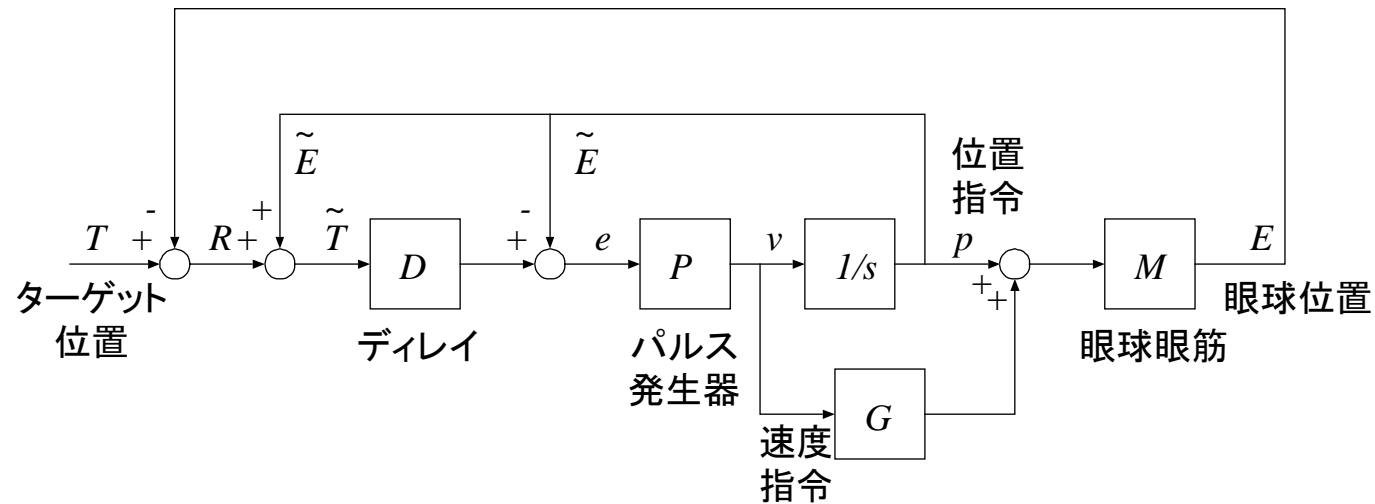 Ẽ
Ẽ
位置
指令
-
+
-
T
+
R
+
T̃
D
+
e
P
v
1/s
p
M
E
+
+
ターゲット
位置
ディレイ
パルス
発生器
眼球眼筋
眼球位置
G
速度
指令